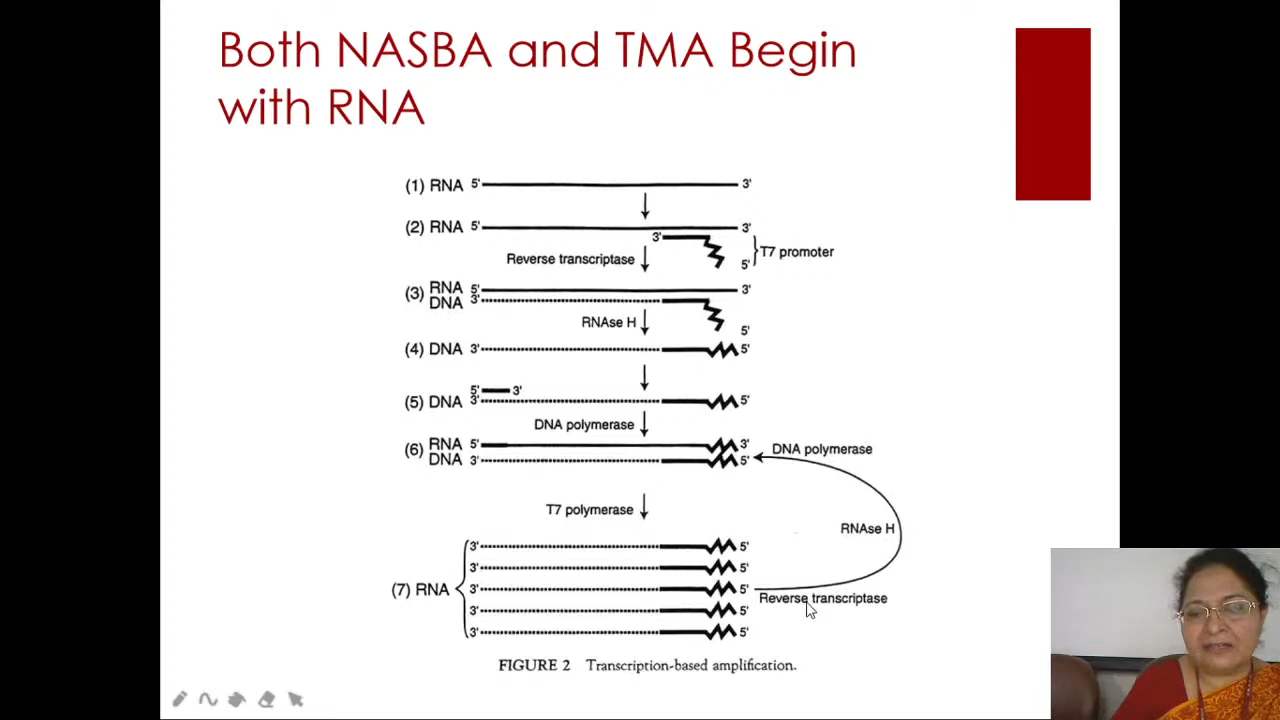 Both NASBA and TMA Begin
with RNA
(1) RNA 5' 3'
(2) RNA 5' 3'
3'
T7 promoter
5'
Reverse transcriptase
(3) RNA 5' 3'
DNA 3'
RNAse H
5'
(4) DNA 3' 5'
5' 3'
(5) DNA 3' 5'
DNA polymerase
(6) RNA 5' 3'
DNA 3' 5'
DNA polymerase
T7 polymerase
RNAse H
3' 5'
3' 5'
(7) RNA 3' 5'
Reverse transcriptase
3' 5'
3' 5'
FIGURE 2 Transcription-based amplification.